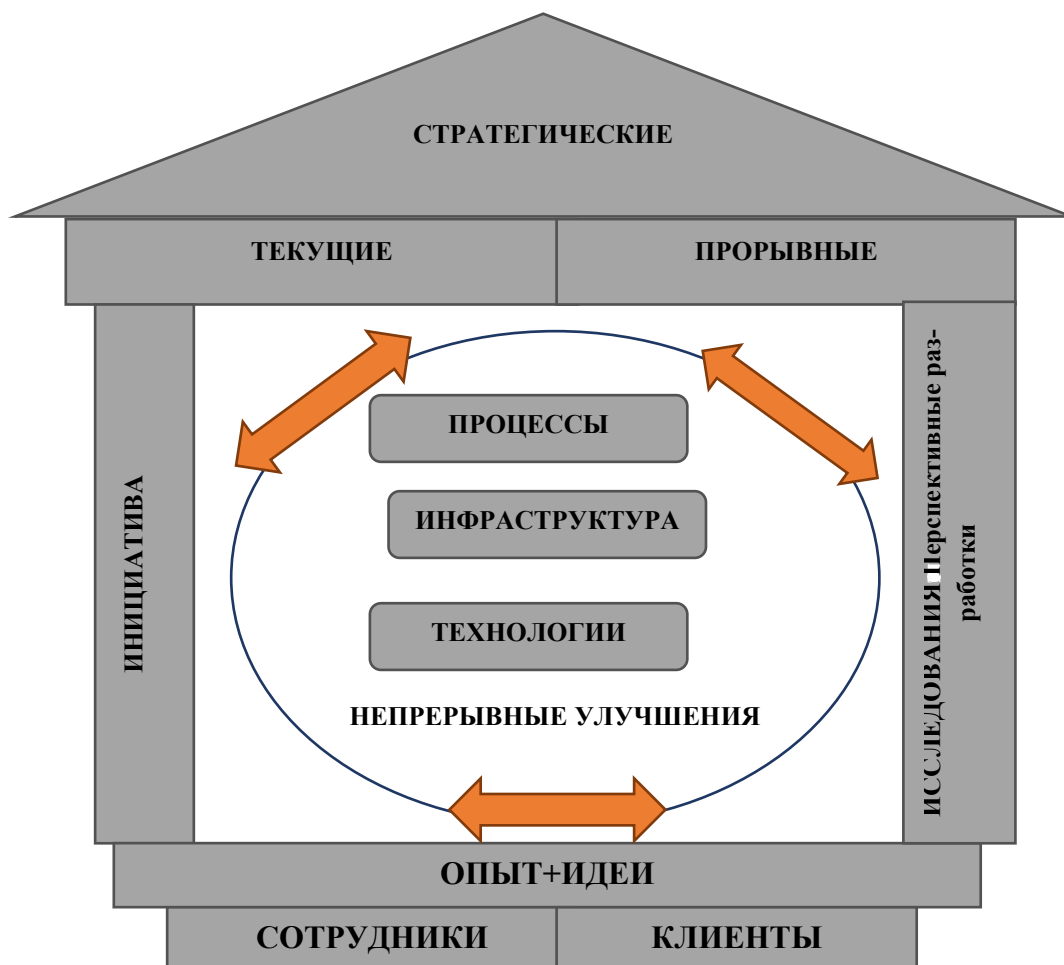 СТРАТЕГИЧЕСКИЕ
ТЕКУЩИЕ
ПРОРЫВНЫЕ
ИНИЦИАТИВА
ПРОЦЕССЫ
ИНФРАСТРУКТУРА
ТЕХНОЛОГИИ
НЕПРЕРЫВНЫЕ УЛУЧШЕНИЯ
ИССЛЕДОВАНИЯ Перспективные раз-
работки
ОПЫТ+ИДЕИ
СОТРУДНИКИ
КЛИЕНТЫ